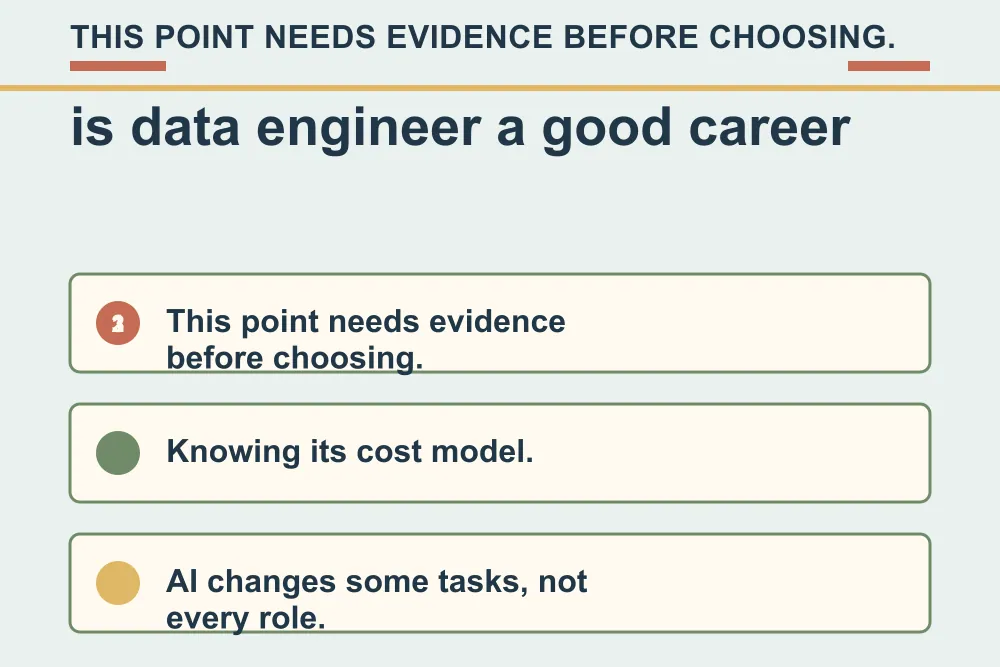 THIS POINT NEEDS EVIDENCE BEFORE CHOOSING.
is data engineer a good career
This point needs evidence
before choosing.
Knowing its cost model.
AI changes some tasks, not
every role.